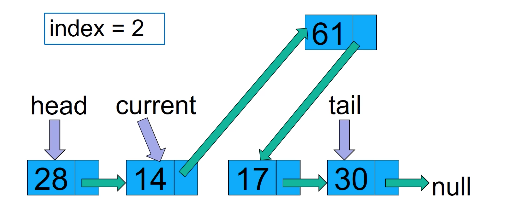 index = 2
61
head
current
tail
28
14
17
30
null